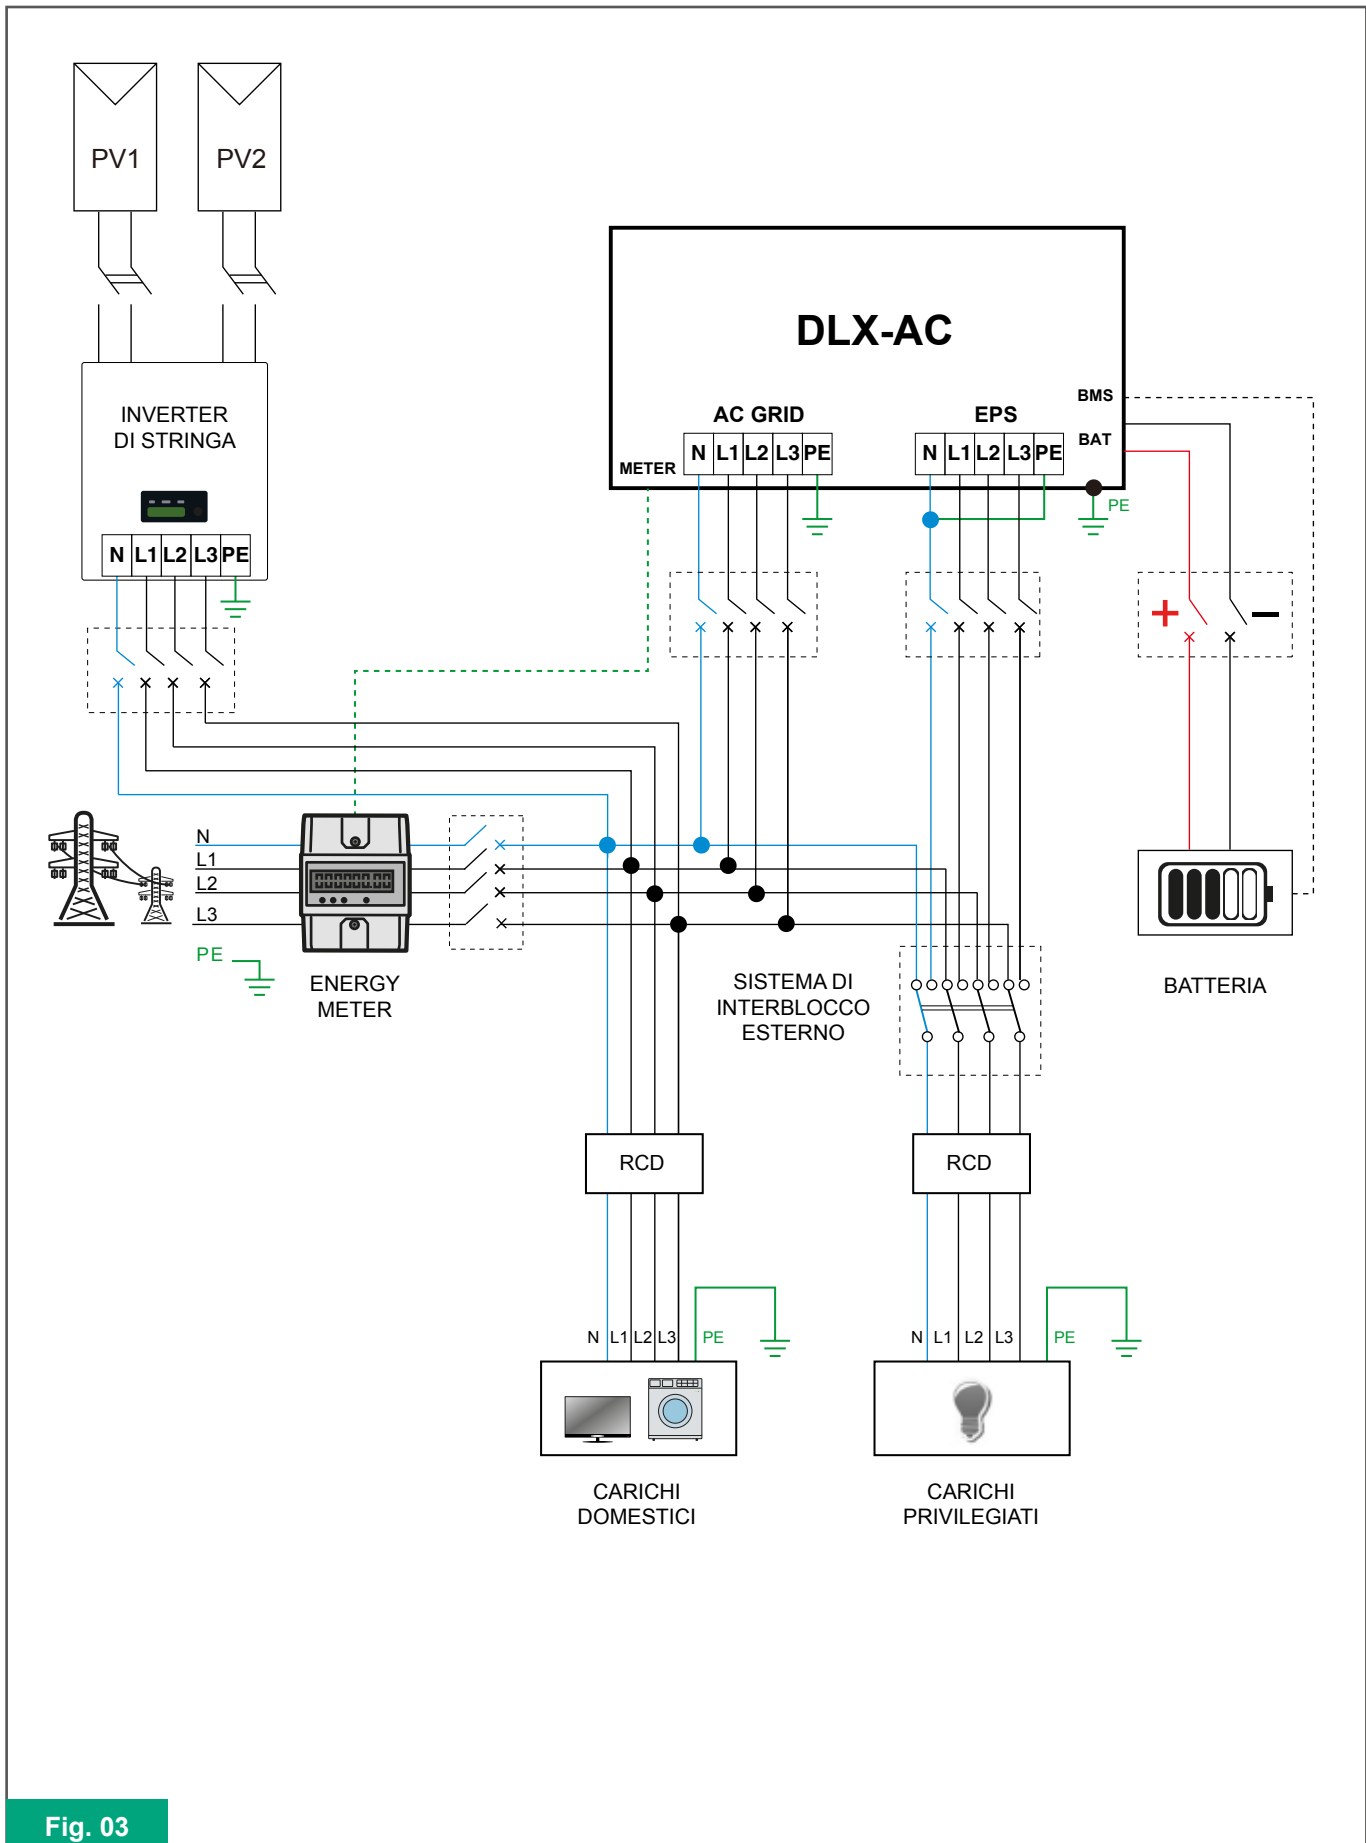 PV1
PV2
DLX-AC
INVERTER
DI STRINGA
AC GRID
EPS
BMS
BAT
METER
N L1 L2 L3 PE
N L1 L2 L3 PE
PE
N L1 L2 L3 PE
+ −
N
L1
L2
L3
PE
000000.00
ENERGY
METER
SISTEMA DI
INTERBLOCCO
ESTERNO
BATTERIA
RCD
RCD
N L1 L2 L3 PE
N L1 L2 L3 PE
CARICHI
DOMESTICI
CARICHI
PRIVILEGIATI
Fig. 03